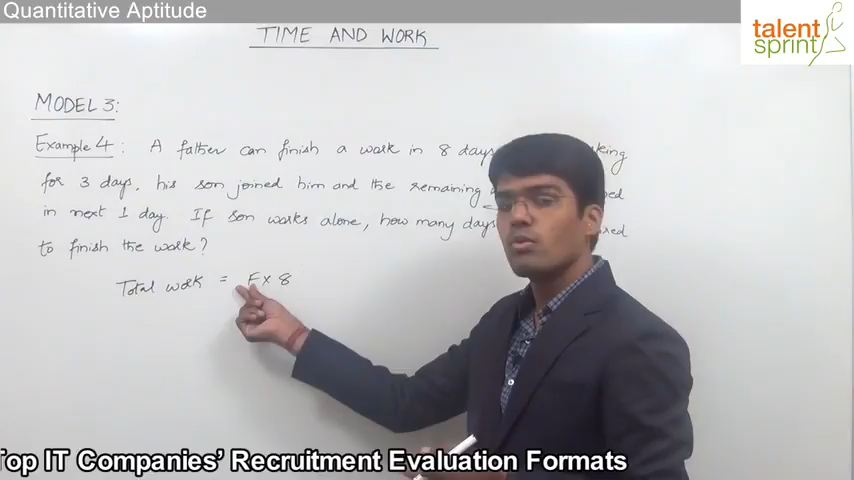 Quantitative Aptitude
talent
sprint
TIME AND WORK
MODEL 3:
Example 4 : A father can finish a work in 8 days
for 3 days, his son joined him and the remaining
in next 1 day. If son works alone, how many days
to finish the work?
Total work = F x 8
Top IT Companies' Recruitment Evaluation Formats